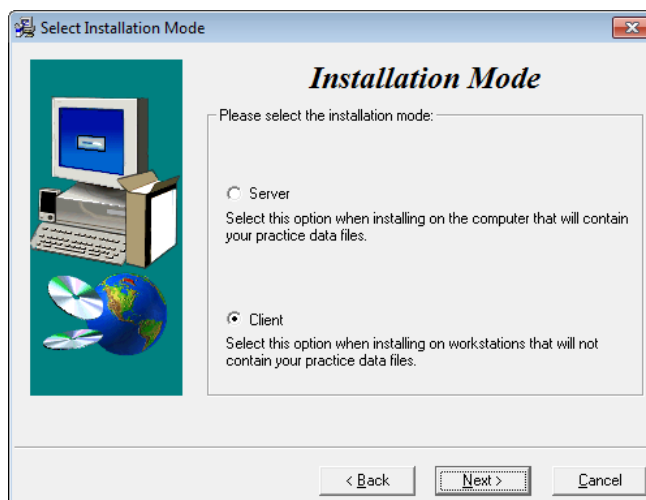 Select Installation Mode
Installation Mode
Please select the installation mode:
Server
Select this option when installing on the computer that will contain
your practice data files.
Client
Select this option when installing on workstations that will not
contain your practice data files.
< Back
Next >
Cancel